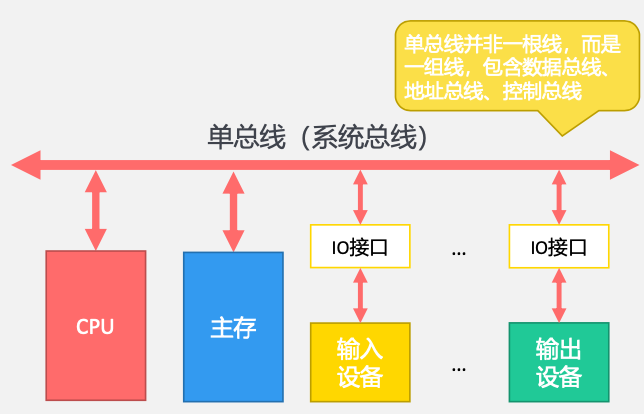 单总线并非一根线，而是
一组线，包含数据总线、
地址总线、控制总线
单总线（系统总线）
IO接口
...
IO接口
CPU
主存
输入
设备
...
输出
设备